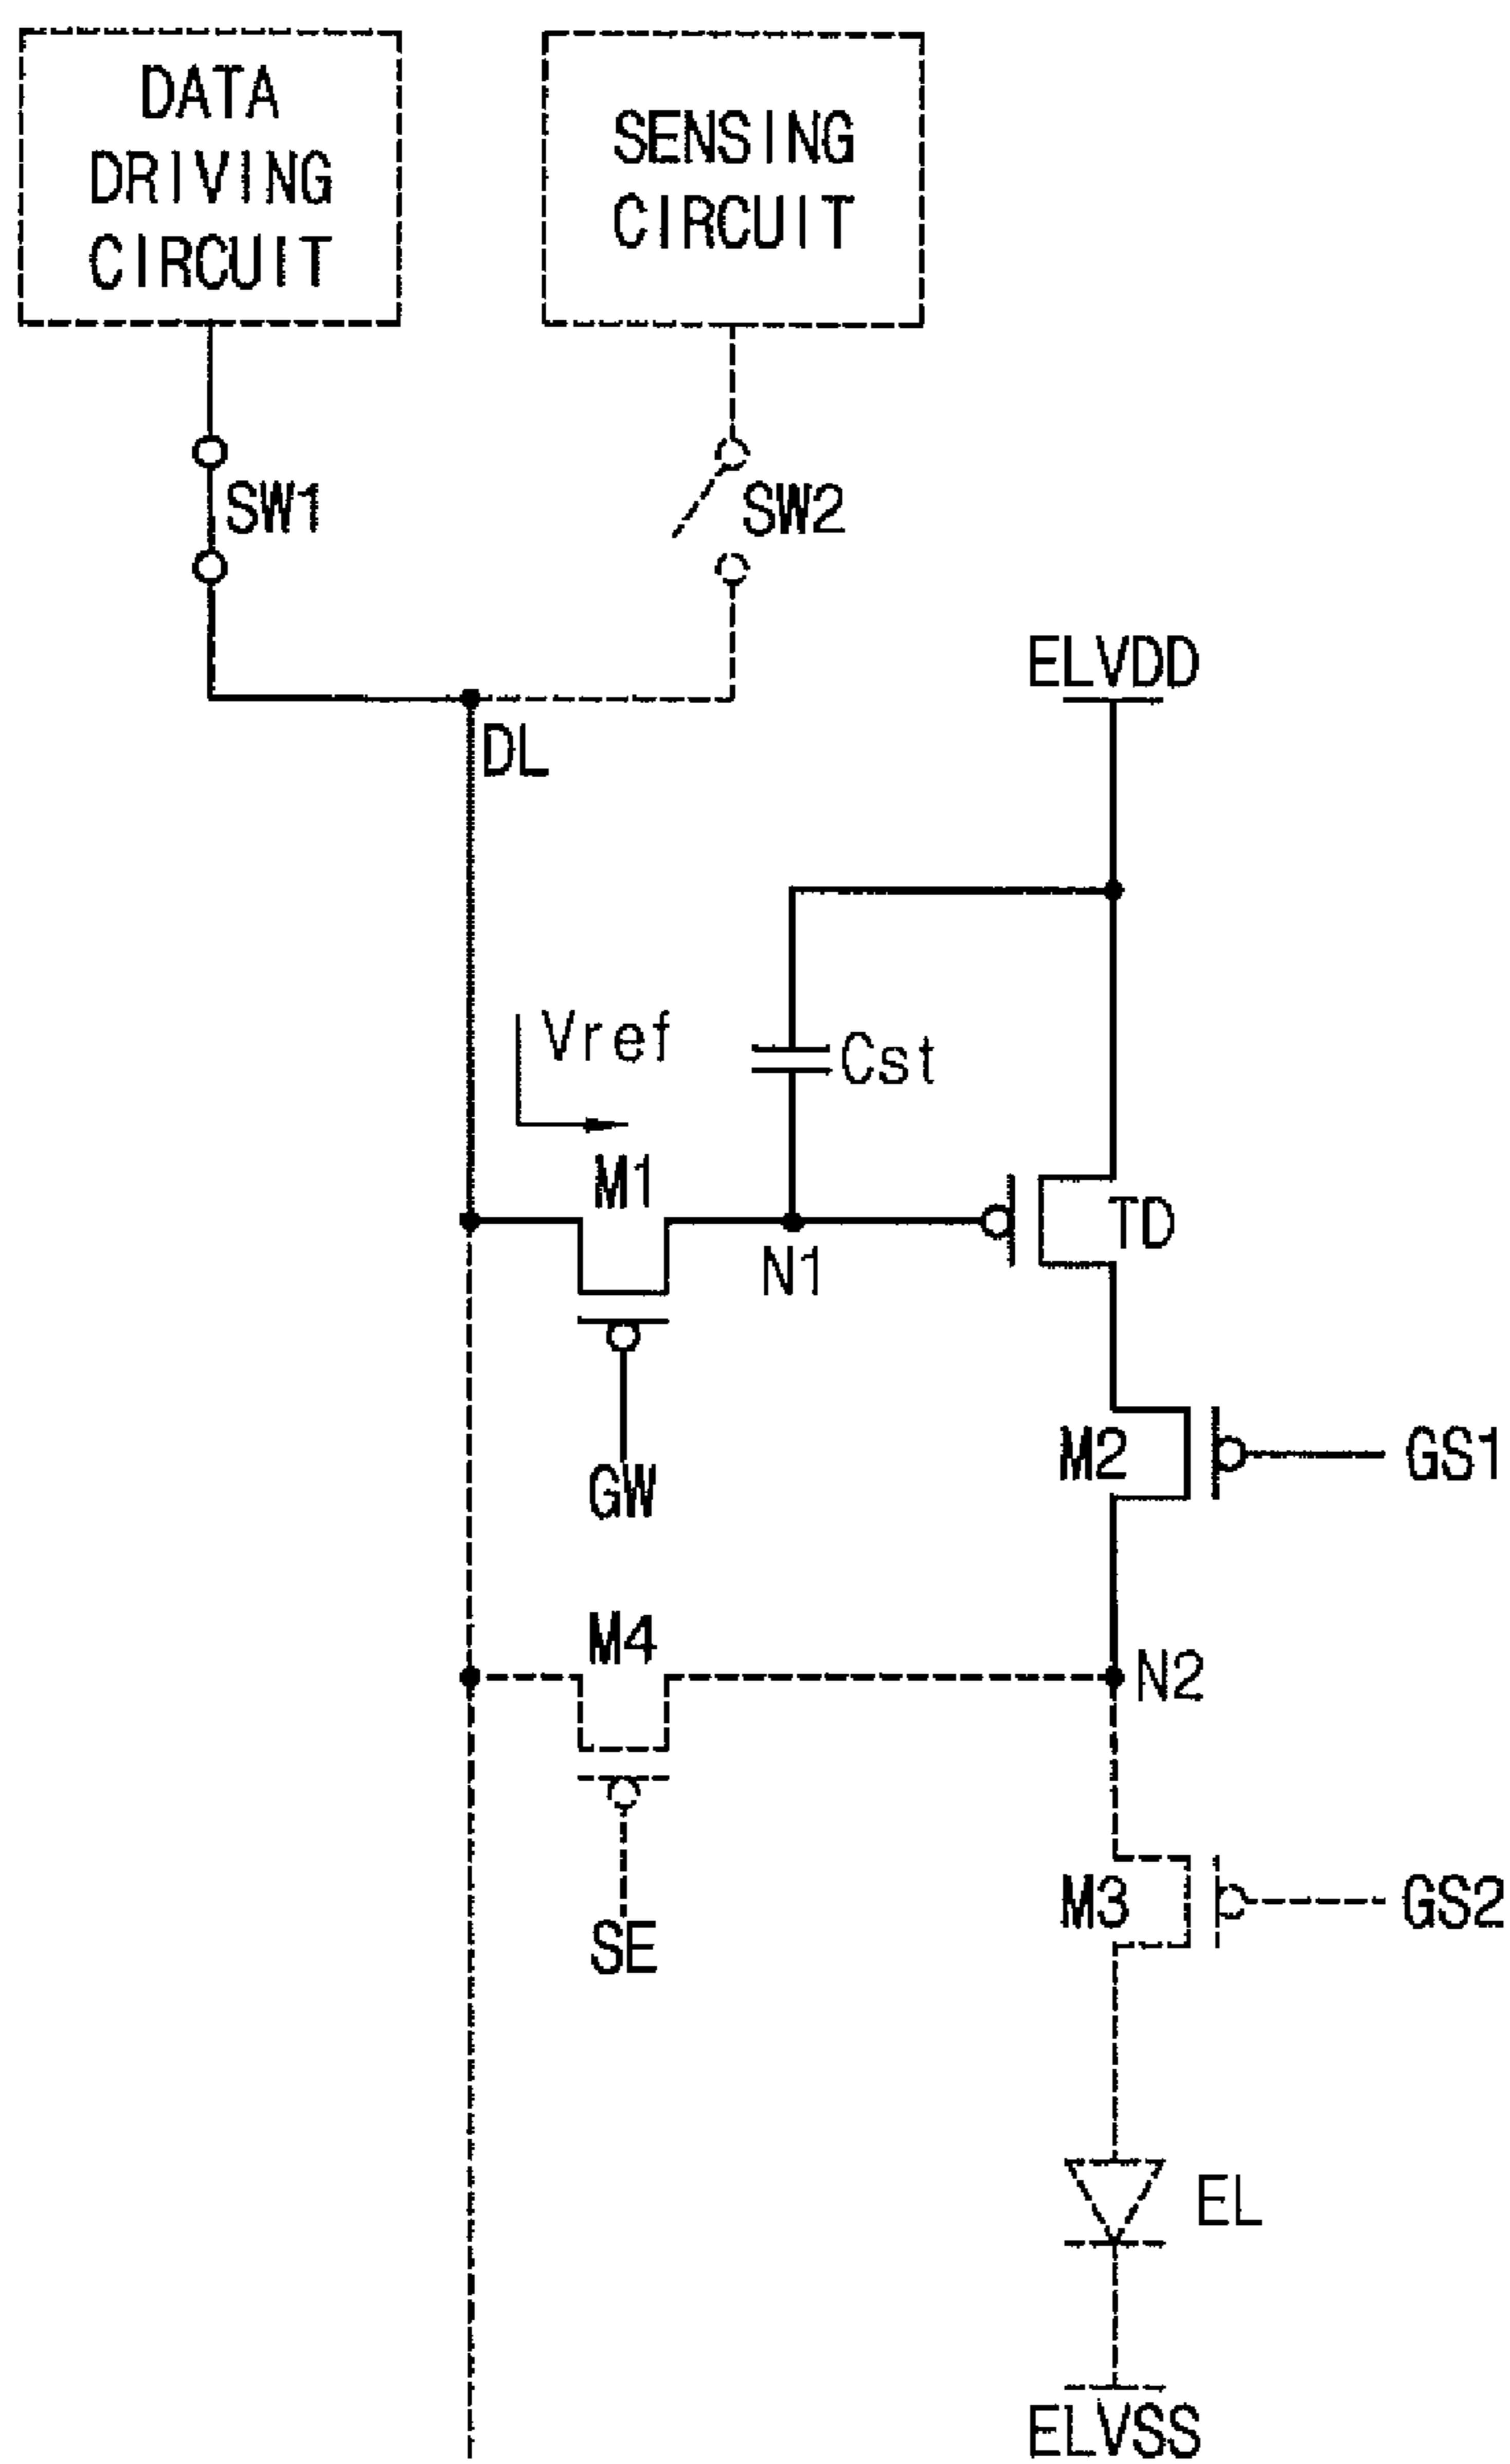 DATA
DRIVING
CIRCUIT
SENSING
CIRCUIT
SW1
SW2
ELVDD
DL
Vref
Cst
M1
TD
N1
M2
GS1
GW
M4
N2
M3
GS2
SE
EL
ELVSS